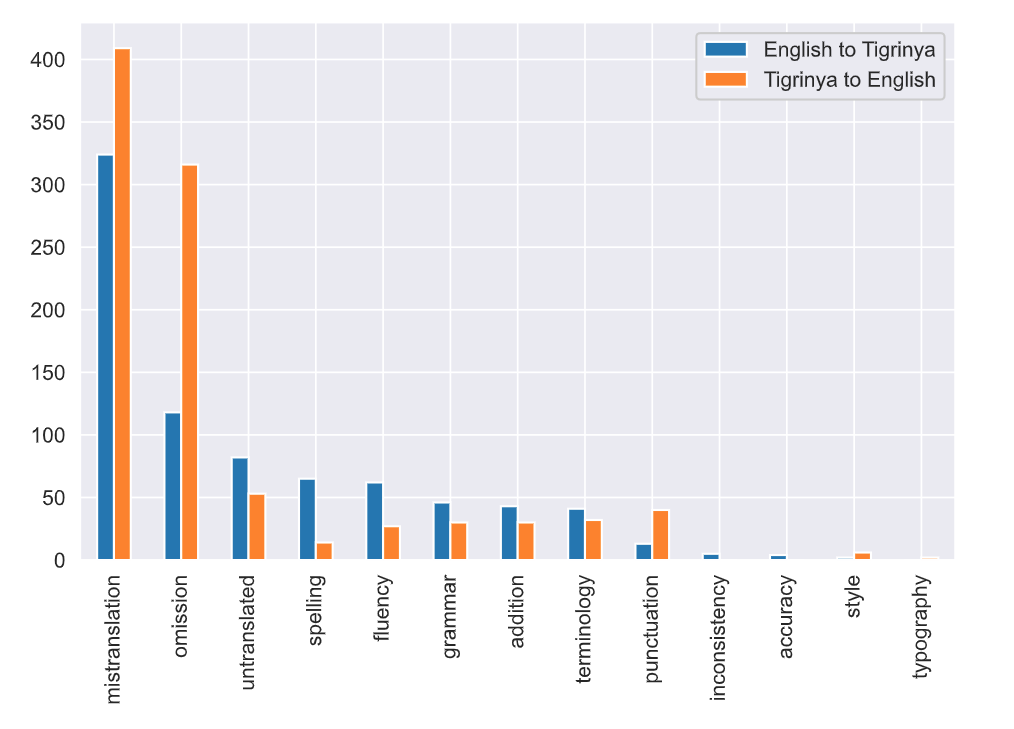 English to Tigrinya
Tigrinya to English
400
350
300
250
200
150
100
50
0
mistranslation
omission
untranslated
spelling
fluency
grammar
addition
terminology
punctuation
inconsistency
accuracy
style
typography